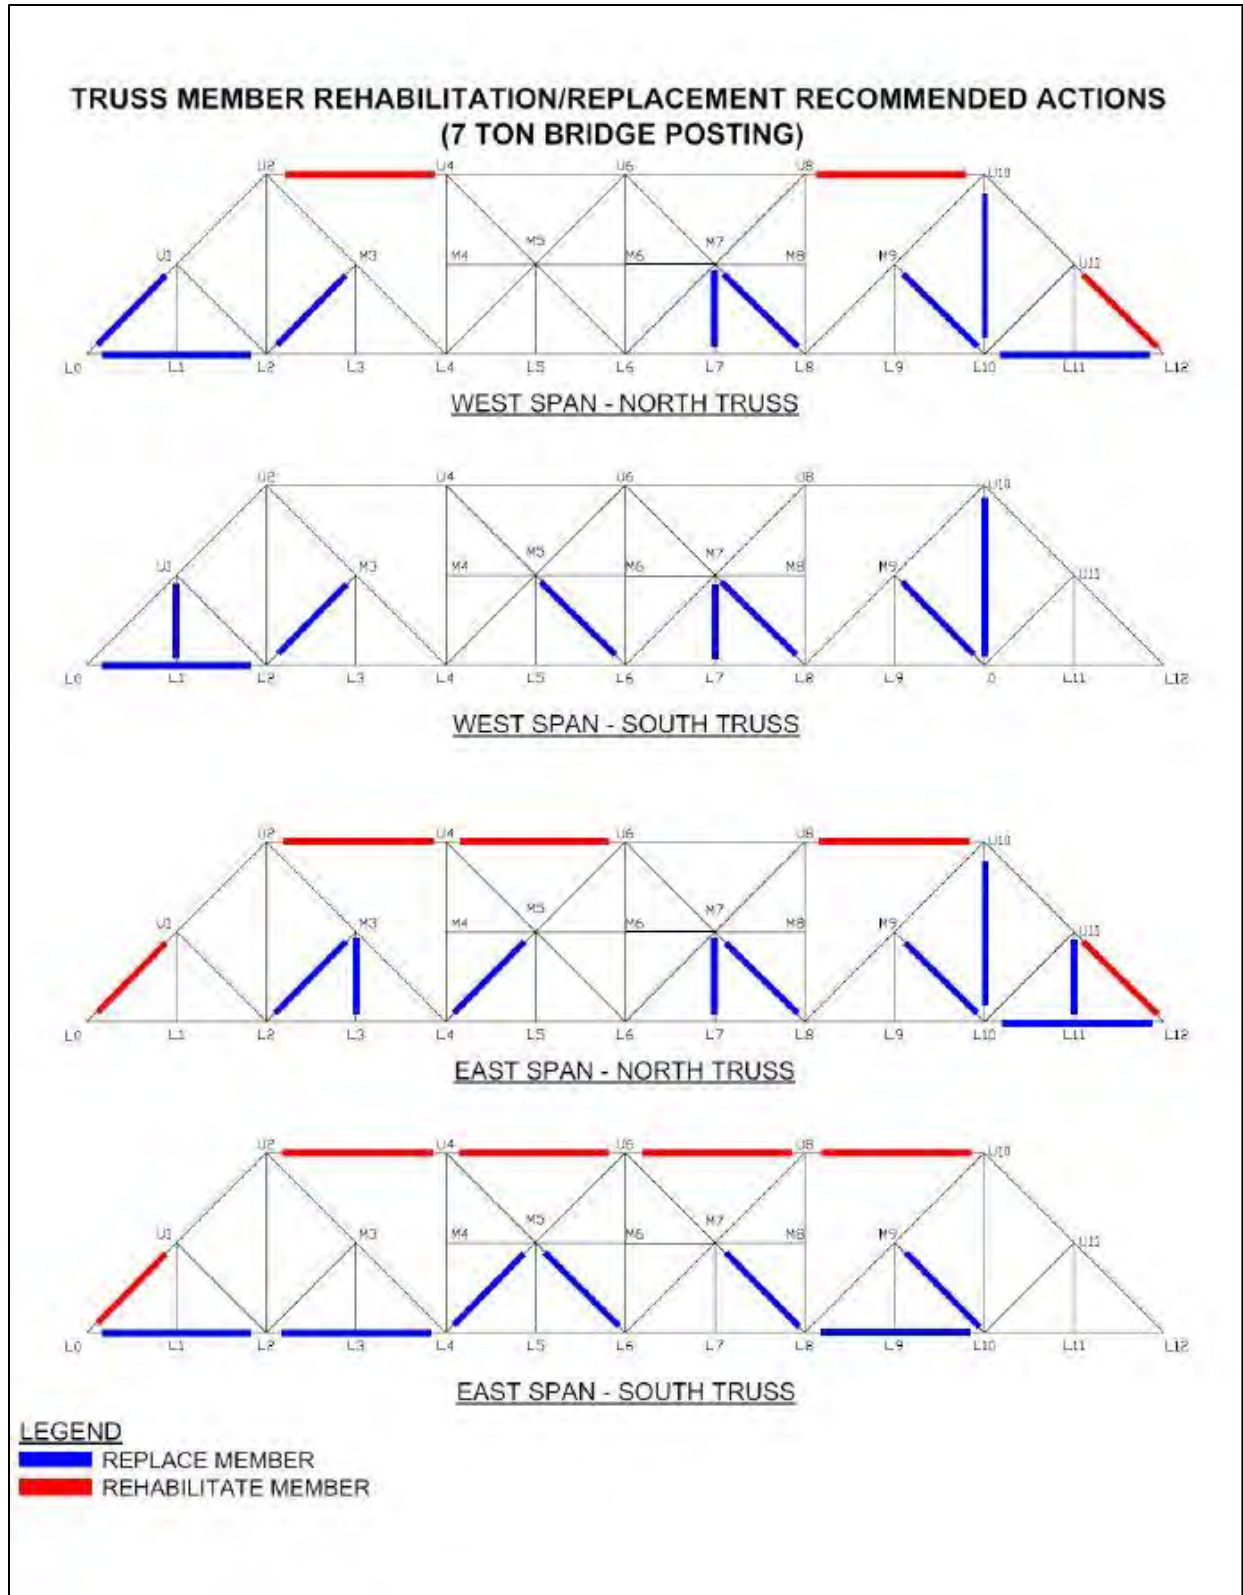 TRUSS MEMBER REHABILITATION/REPLACEMENT RECOMMENDED ACTIONS
(7 TON BRIDGE POSTING)
U2 U4 U6 U8 U10
U1 M3 M4 M5 M6 M7 M8 M9 U11
L0 L1 L2 L3 L4 L5 L6 L7 L8 L9 L10 L11 L12
WEST SPAN - NORTH TRUSS
U2 U4 U6 U8 U10
U1 M3 M4 M5 M6 M7 M8 M9 U11
L0 L1 L2 L3 L4 L5 L6 L7 L8 L9 0 L11 L12
WEST SPAN - SOUTH TRUSS
U2 U4 U6 U8 U10
U1 M3 M4 M5 M6 M7 M8 M9 U11
L0 L1 L2 L3 L4 L5 L6 L7 L8 L9 L10 L11 L12
EAST SPAN - NORTH TRUSS
U2 U4 U6 U8 U10
U1 M3 M4 M5 M6 M7 M8 M9 U11
L0 L1 L2 L3 L4 L5 L6 L7 L8 L9 L10 L11 L12
EAST SPAN - SOUTH TRUSS
LEGEND
REPLACE MEMBER
REHABILITATE MEMBER